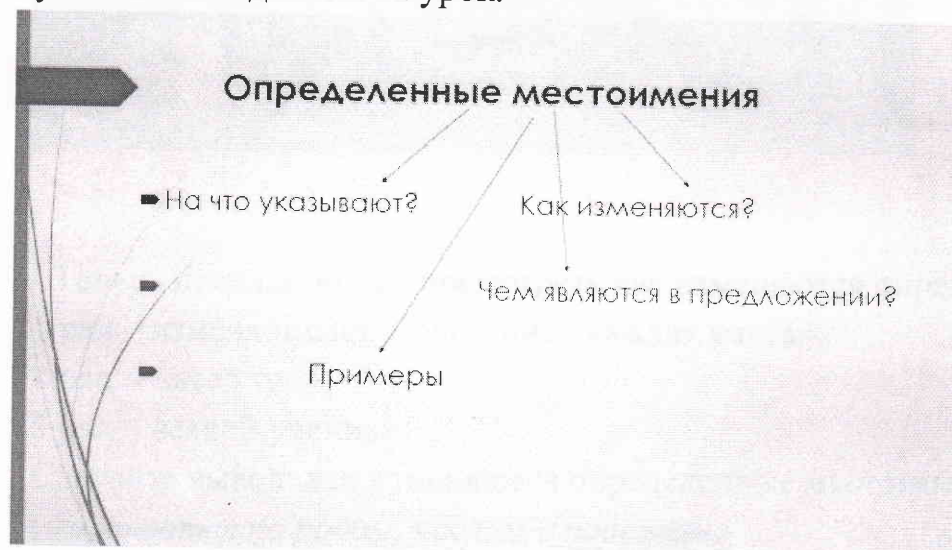 Определенные местоимения
На что указывают?
Как изменяются?
Чем являются в предложении?
Примеры